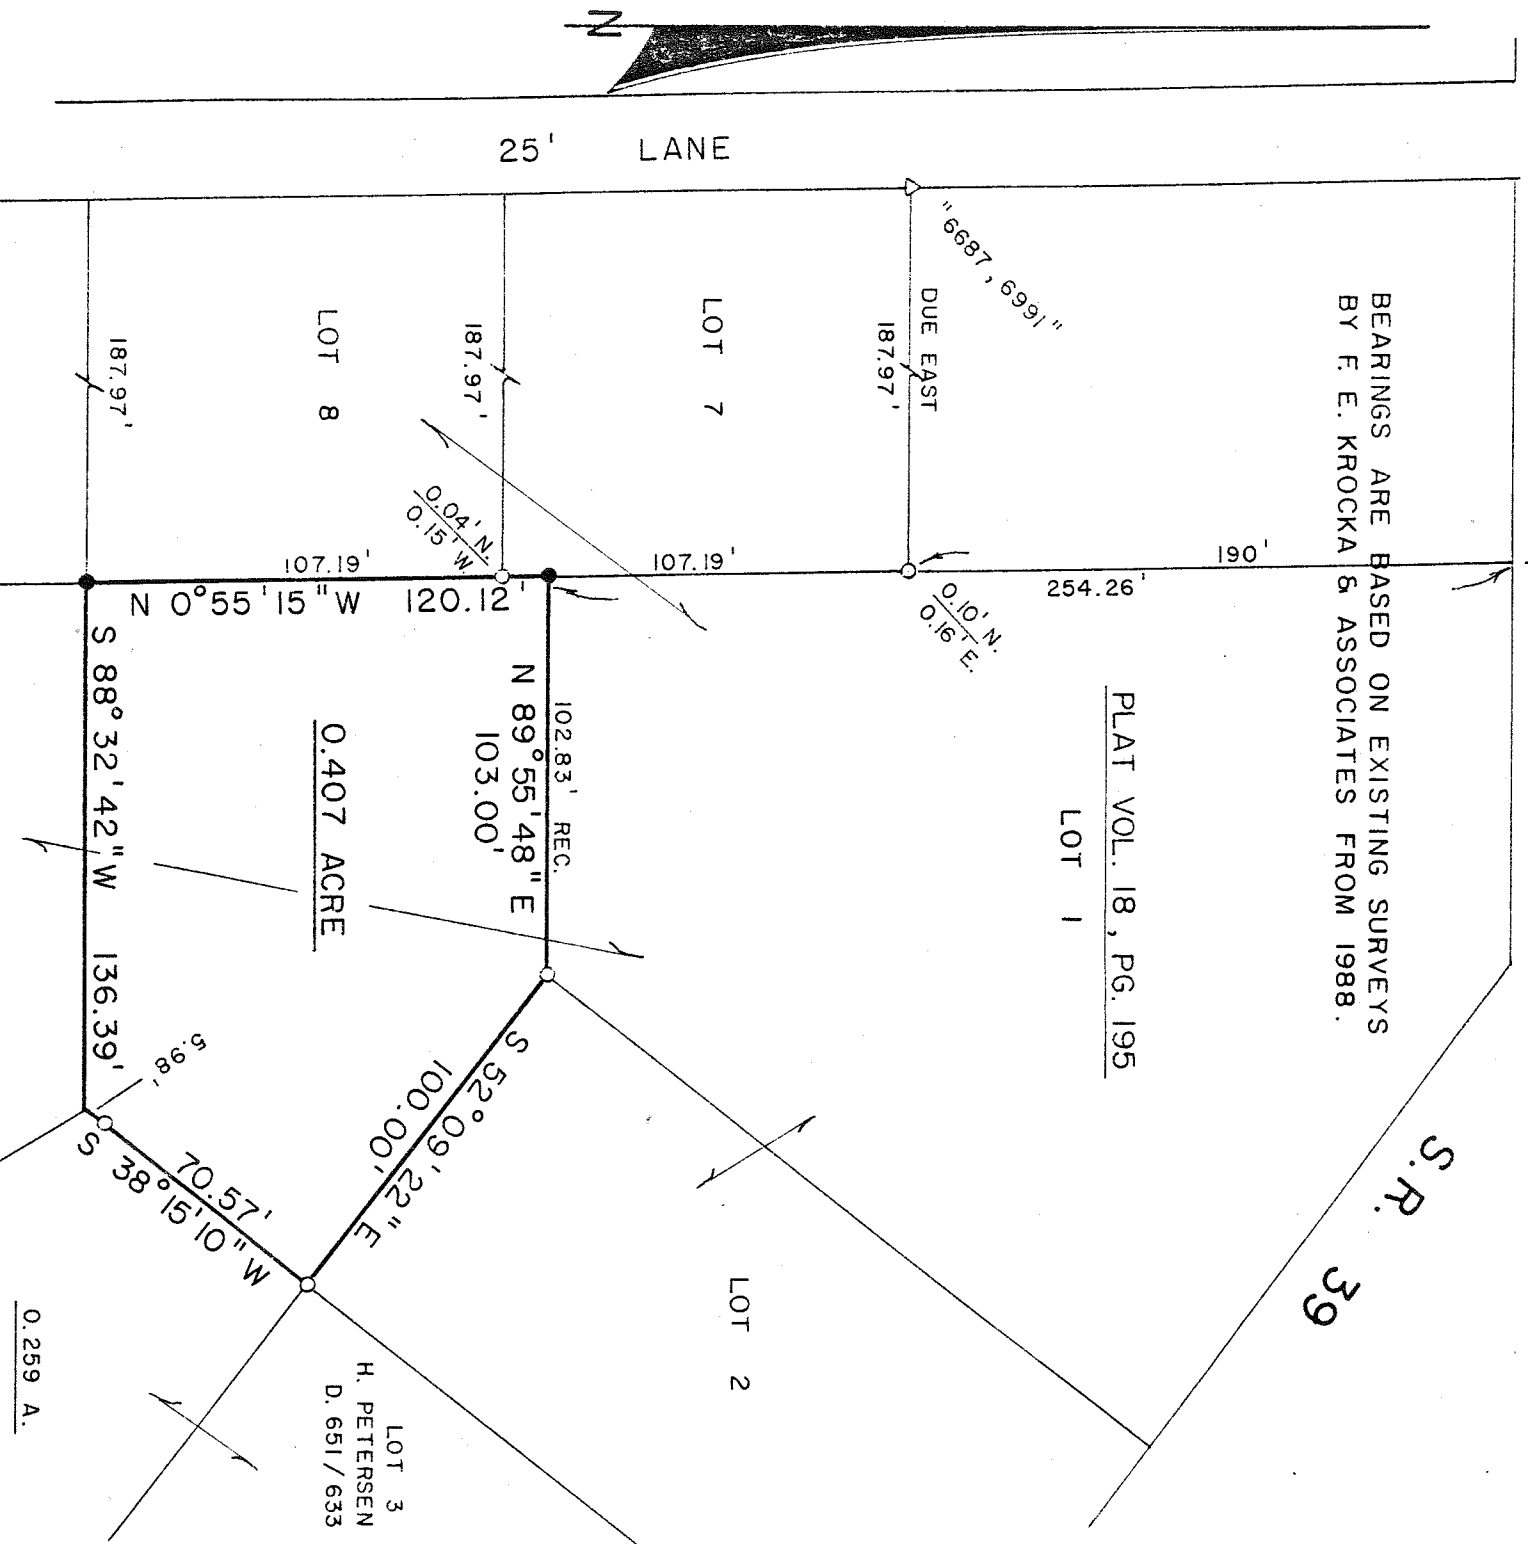 N
25' LANE
"6687, 6991"
BEARINGS ARE BASED ON EXISTING SURVEYS
BY F. E. KROCKA & ASSOCIATES FROM 1988.
DUE EAST
187.97'
LOT 7
187.97'
LOT 8
187.97'
0.04' N.
0.15' W.
107.19'
107.19'
190'
254.26'
0.10' N.
0.16' E.
N 0°55'15"W 120.12'
PLAT VOL. 18, PG. 195
LOT 1
102.83' REC.
N 89°55'48" E
103.00'
0.407 ACRE
S 88°32'42"W 136.39'
5.98'
S 52°09'22" E
100.00'
70.57'
S 38°15'10"W
S.R. 39
LOT 2
LOT 3
H. PETERSEN
D. 651/633
0.259 A.